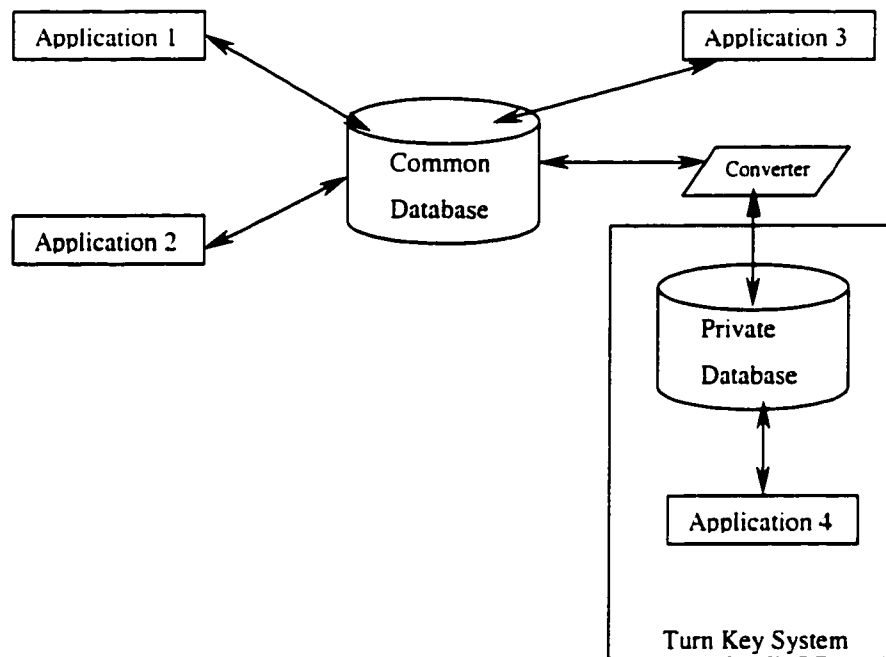 Application 1
Application 3
Common
Database
Converter
Application 2
Private
Database
Application 4
Turn Key System